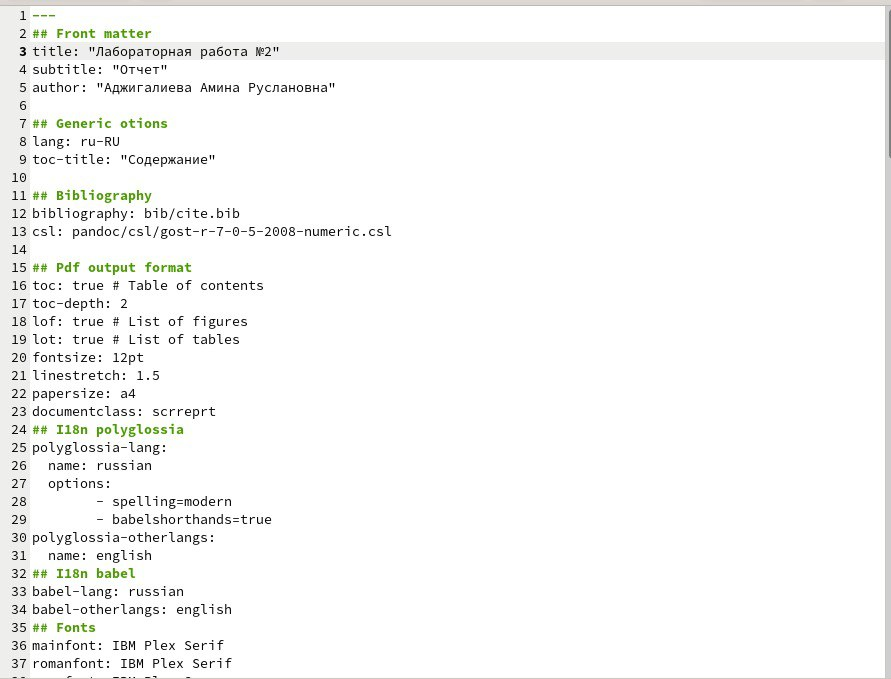 1 ---
2 ## Front matter
3 title: "Лабораторная работа №2"
4 subtitle: "Отчет"
5 author: "Аджигалиева Амина Руслановна"
6
7 ## Generic otions
8 lang: ru-RU
9 toc-title: "Содержание"
10
11 ## Bibliography
12 bibliography: bib/cite.bib
13 csl: pandoc/csl/gost-r-7-0-5-2008-numeric.csl
14
15 ## Pdf output format
16 toc: true # Table of contents
17 toc-depth: 2
18 lof: true # List of figures
19 lot: true # List of tables
20 fontsize: 12pt
21 linestretch: 1.5
22 papersize: a4
23 documentclass: scrreprt
24 ## I18n polyglossia
25 polyglossia-lang:
26   name: russian
27   options:
28         - spelling=modern
29         - babelshorthands=true
30 polyglossia-otherlangs:
31   name: english
32 ## I18n babel
33 babel-lang: russian
34 babel-otherlangs: english
35 ## Fonts
36 mainfont: IBM Plex Serif
37 romanfont: IBM Plex Serif